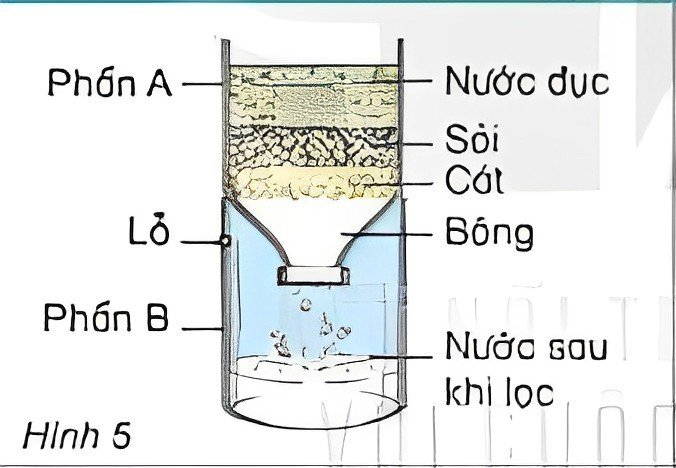 Phần A
Nước đục
Sỏi
Cát
Lỗ
Bông
Phần B
Nước sau
khi lọc
Hình 5